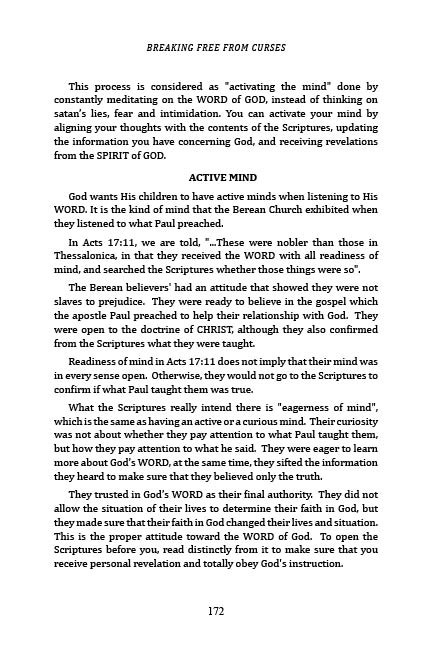 BREAKING FREE FROM CURSES
This process is considered as "activating the mind" done by
constantly meditating on the WORD of GOD, instead of thinking on
satan's lies, fear and intimidation. You can activate your mind by
aligning your thoughts with the contents of the Scriptures, updating
the information you have concerning God, and receiving revelations
from the SPIRIT of GOD.
ACTIVE MIND
God wants His children to have active minds when listening to His
WORD. It is the kind of mind that the Berean Church exhibited when
they listened to what Paul preached.
In Acts 17:11, we are told, "...These were nobler than those in
Thessalonica, in that they received the WORD with all readiness of
mind, and searched the Scriptures whether those things were so".
The Berean believers' had an attitude that showed they were not
slaves to prejudice. They were ready to believe in the gospel which
the apostle Paul preached to help their relationship with God. They
were open to the doctrine of CHRIST, although they also confirmed
from the Scriptures what they were taught.
Readiness of mind in Acts 17:11 does not imply that their mind was
in every sense open. Otherwise, they would not go to the Scriptures to
confirm if what Paul taught them was true.
What the Scriptures really intend there is "eagerness of mind",
which is the same as having an active or a curious mind. Their curiosity
was not about whether they pay attention to what Paul taught them,
but how they pay attention to what he said. They were eager to learn
more about God's WORD, at the same time, they sifted the information
they heard to make sure that they believed only the truth.
They trusted in God's WORD as their final authority. They did not
allow the situation of their lives to determine their faith in God, but
they made sure that their faith in God changed their lives and situation.
This is the proper attitude toward the WORD of God. To open the
Scriptures before you, read distinctly from it to make sure that you
receive personal revelation and totally obey God's instruction.
172